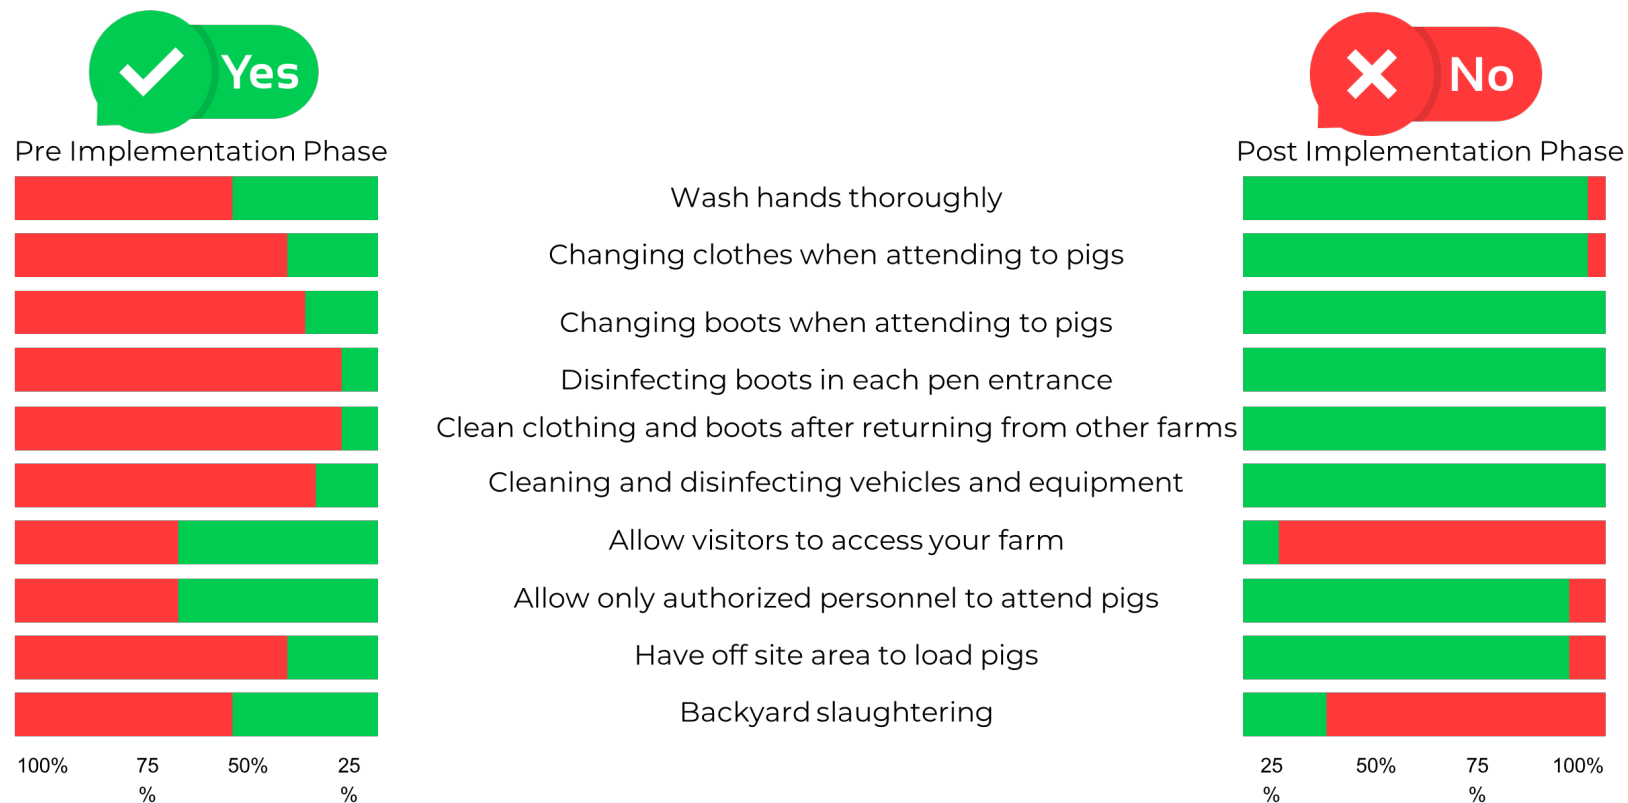 Yes
No
Pre Implementation Phase
Post Implementation Phase
Wash hands thoroughly
Changing clothes when attending to pigs
Changing boots when attending to pigs
Disinfecting boots in each pen entrance
Clean clothing and boots after returning from other farms
Cleaning and disinfecting vehicles and equipment
Allow visitors to access your farm
Allow only authorized personnel to attend pigs
Have off site area to load pigs
Backyard slaughtering
100% 75 50% 25
% %
25 50% 75 100%
% %